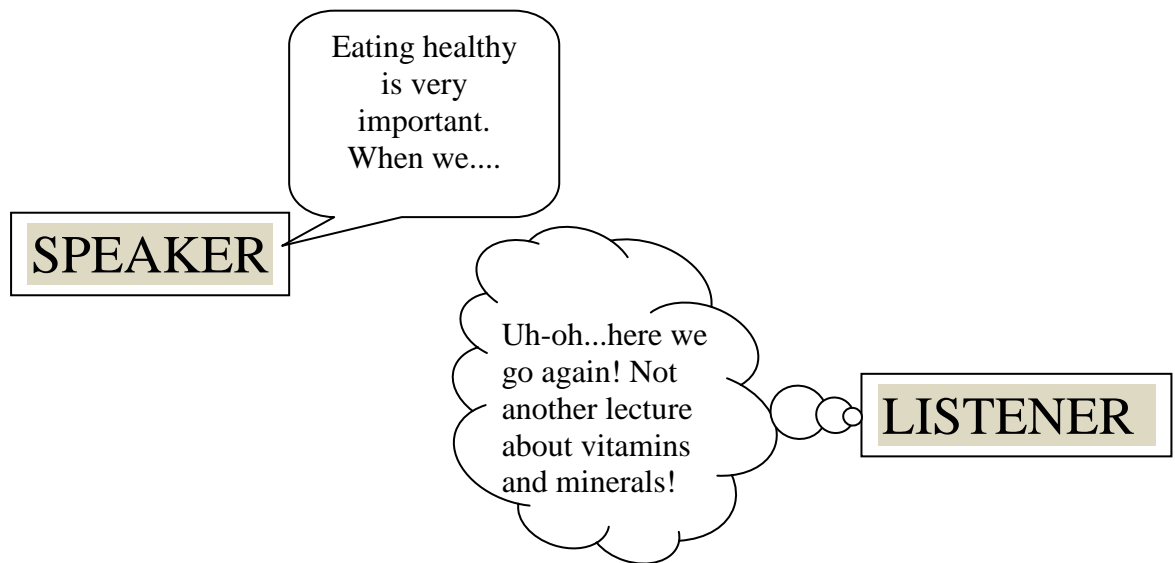 Eating healthy
is very
important.
When we....
SPEAKER
Uh-oh...here we
go again! Not
another lecture
about vitamins
and minerals!
LISTENER